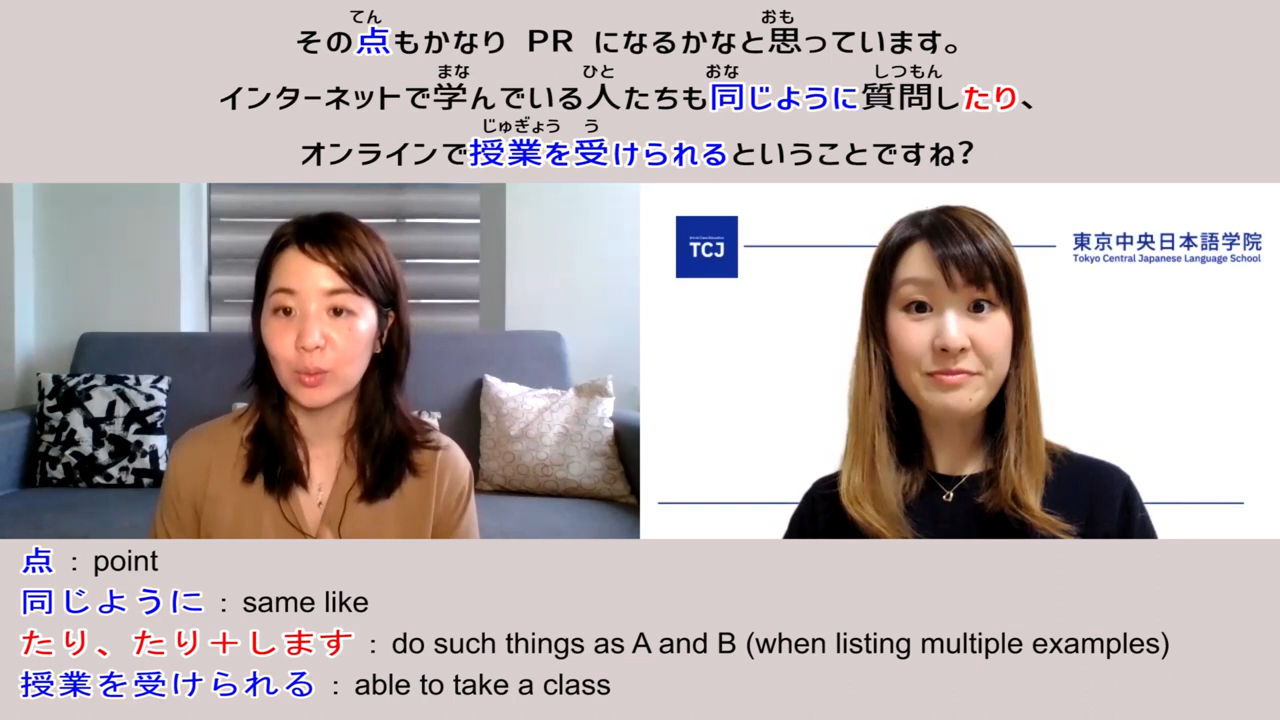 てん おも
その点もかなり PR になるかなと思っています。
まな ひと おな しつもん
インターネットで学んでいる人たちも同じように質問したり、
じゅぎょう う
オンラインで授業を受けられるということですね?
TCJ
東京中央日本語学院
Tokyo Central Japanese Language School
点 : point
同じように : same like
たり、たり+します : do such things as A and B (when listing multiple examples)
授業を受けられる : able to take a class